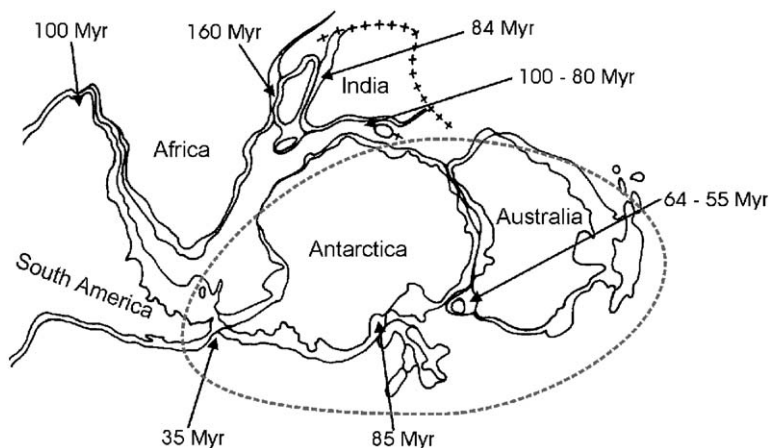 100 Myr
160 Myr
84 Myr
India
100 - 80 Myr
Africa
64 - 55 Myr
Australia
Antarctica
South America
35 Myr
85 Myr